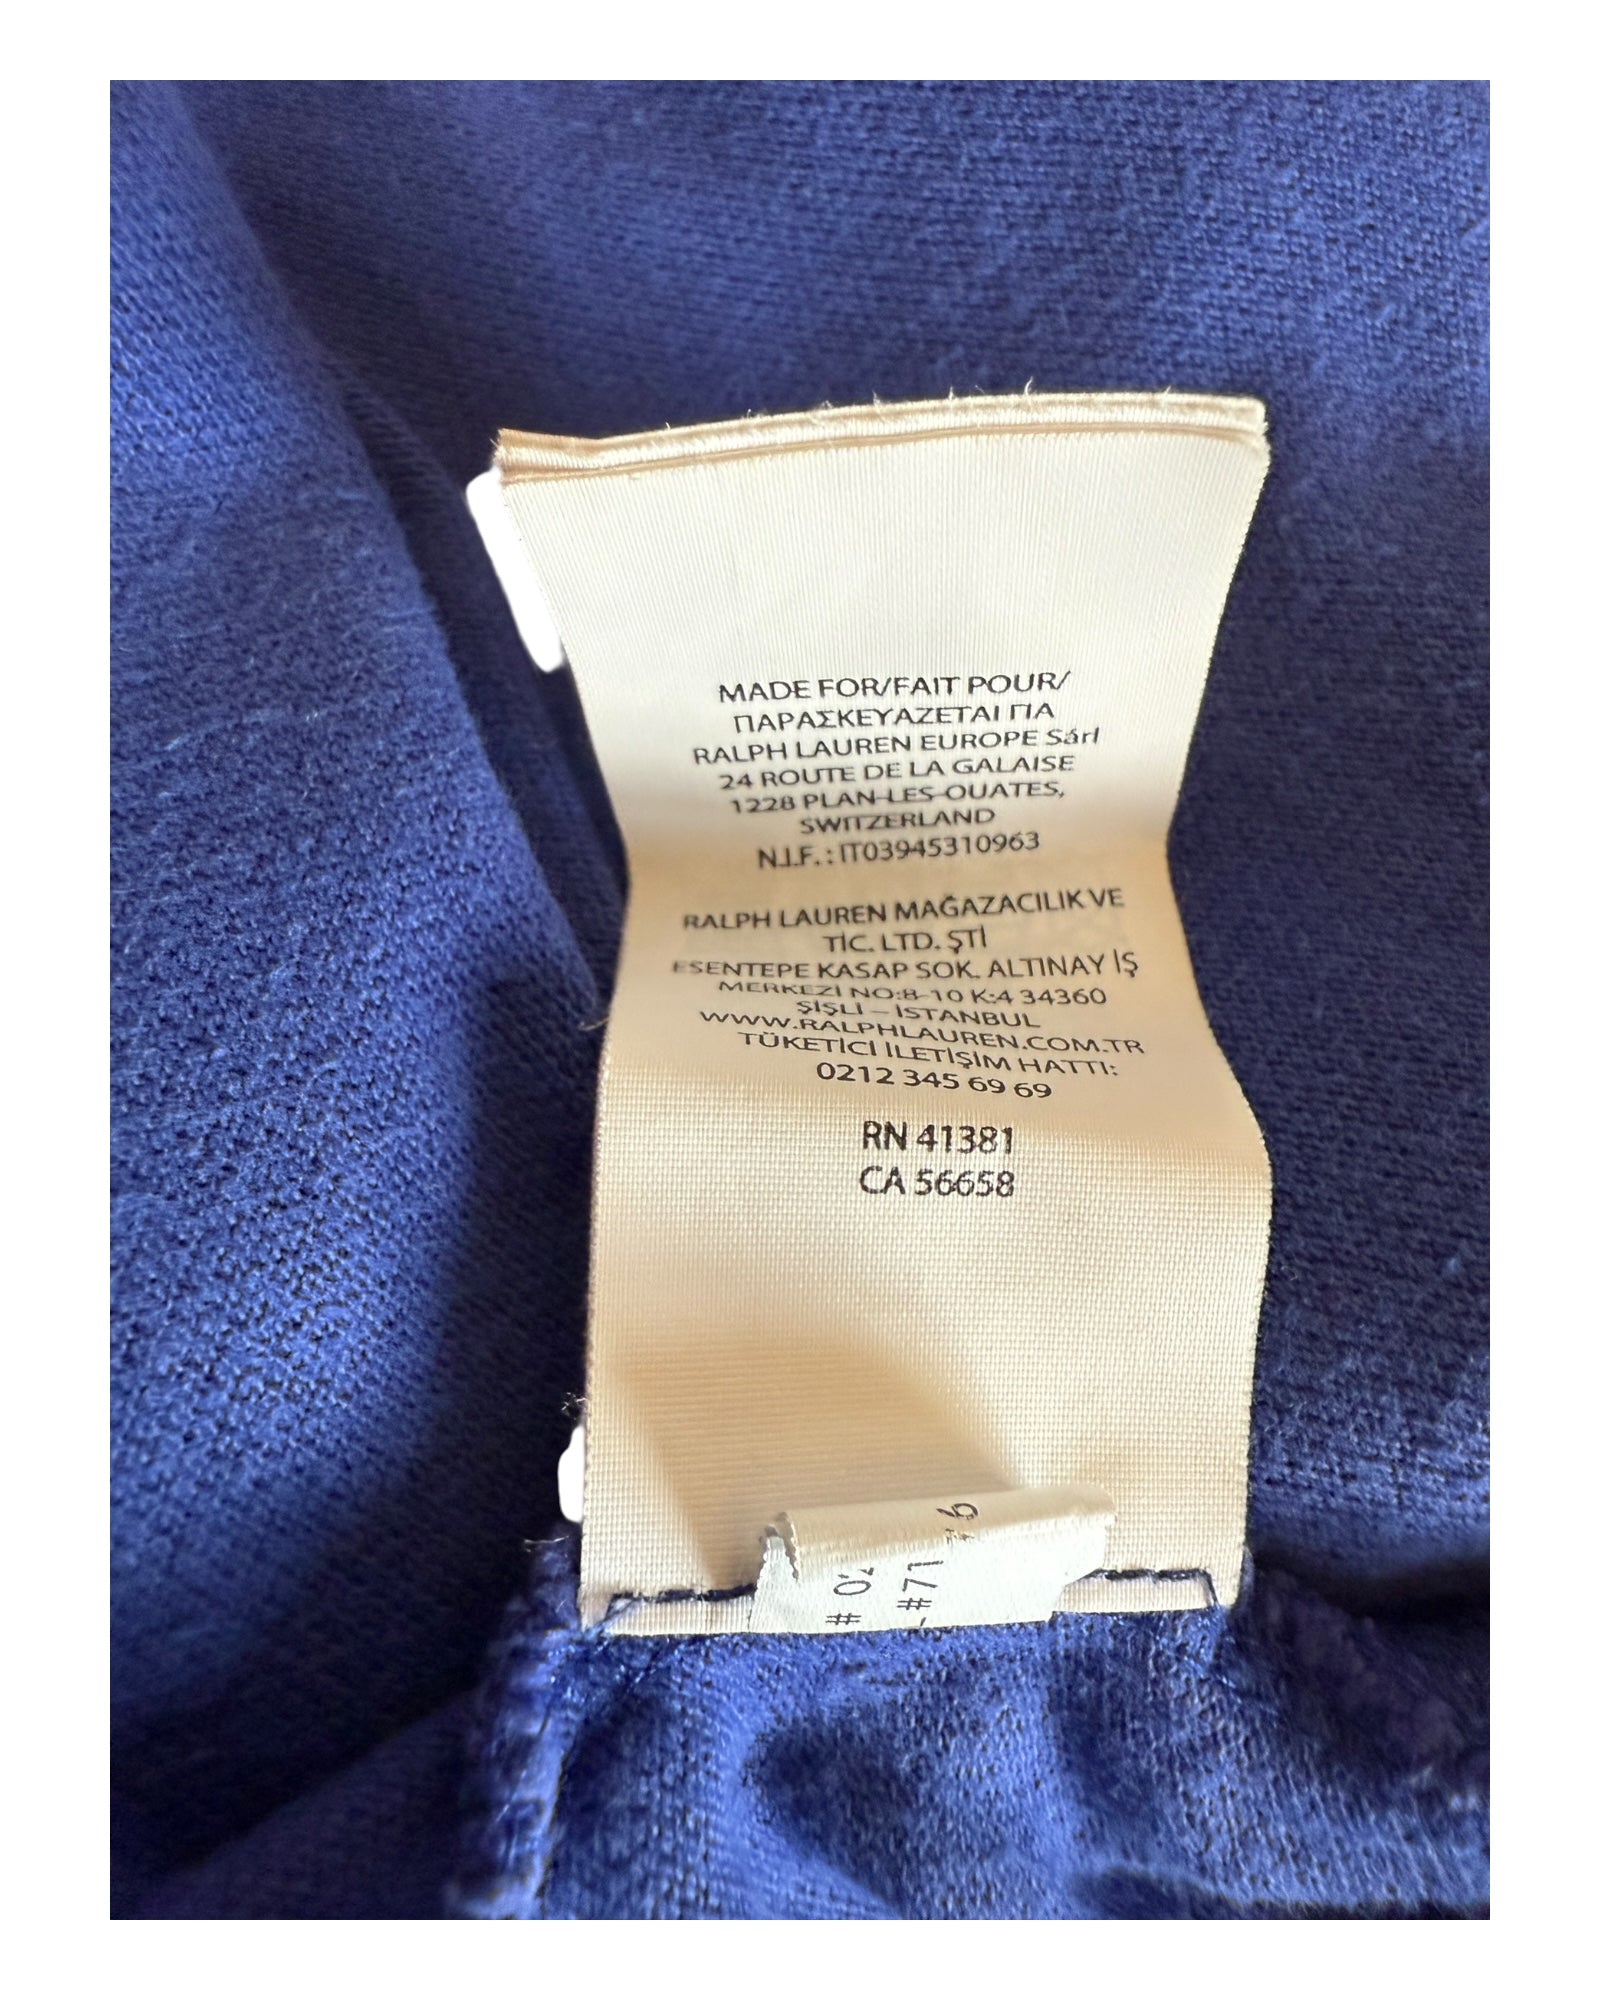 MADE FOR/FAIT POUR/
ΠΑΡΑΣΚΕΥΑΖΕΤΑΙ ΓΙΑ
RALPH LAUREN EUROPE Sárl
24 ROUTE DE LA GALAISE
1228 PLAN-LES-OUATES,
SWITZERLAND
N.I.F. : IT03945310963
RALPH LAUREN MAĞAZACILIK VE
TİC. LTD. ŞTİ
ESENTEPE KASAP SOK. ALTINAY İŞ
MERKEZİ NO:8-10 K:4 34360
ŞİŞLİ – İSTANBUL
WWW.RALPHLAUREN.COM.TR
TÜKETİCİ İLETİŞİM HATTI:
0212 345 69 69
RN 41381
CA 56658